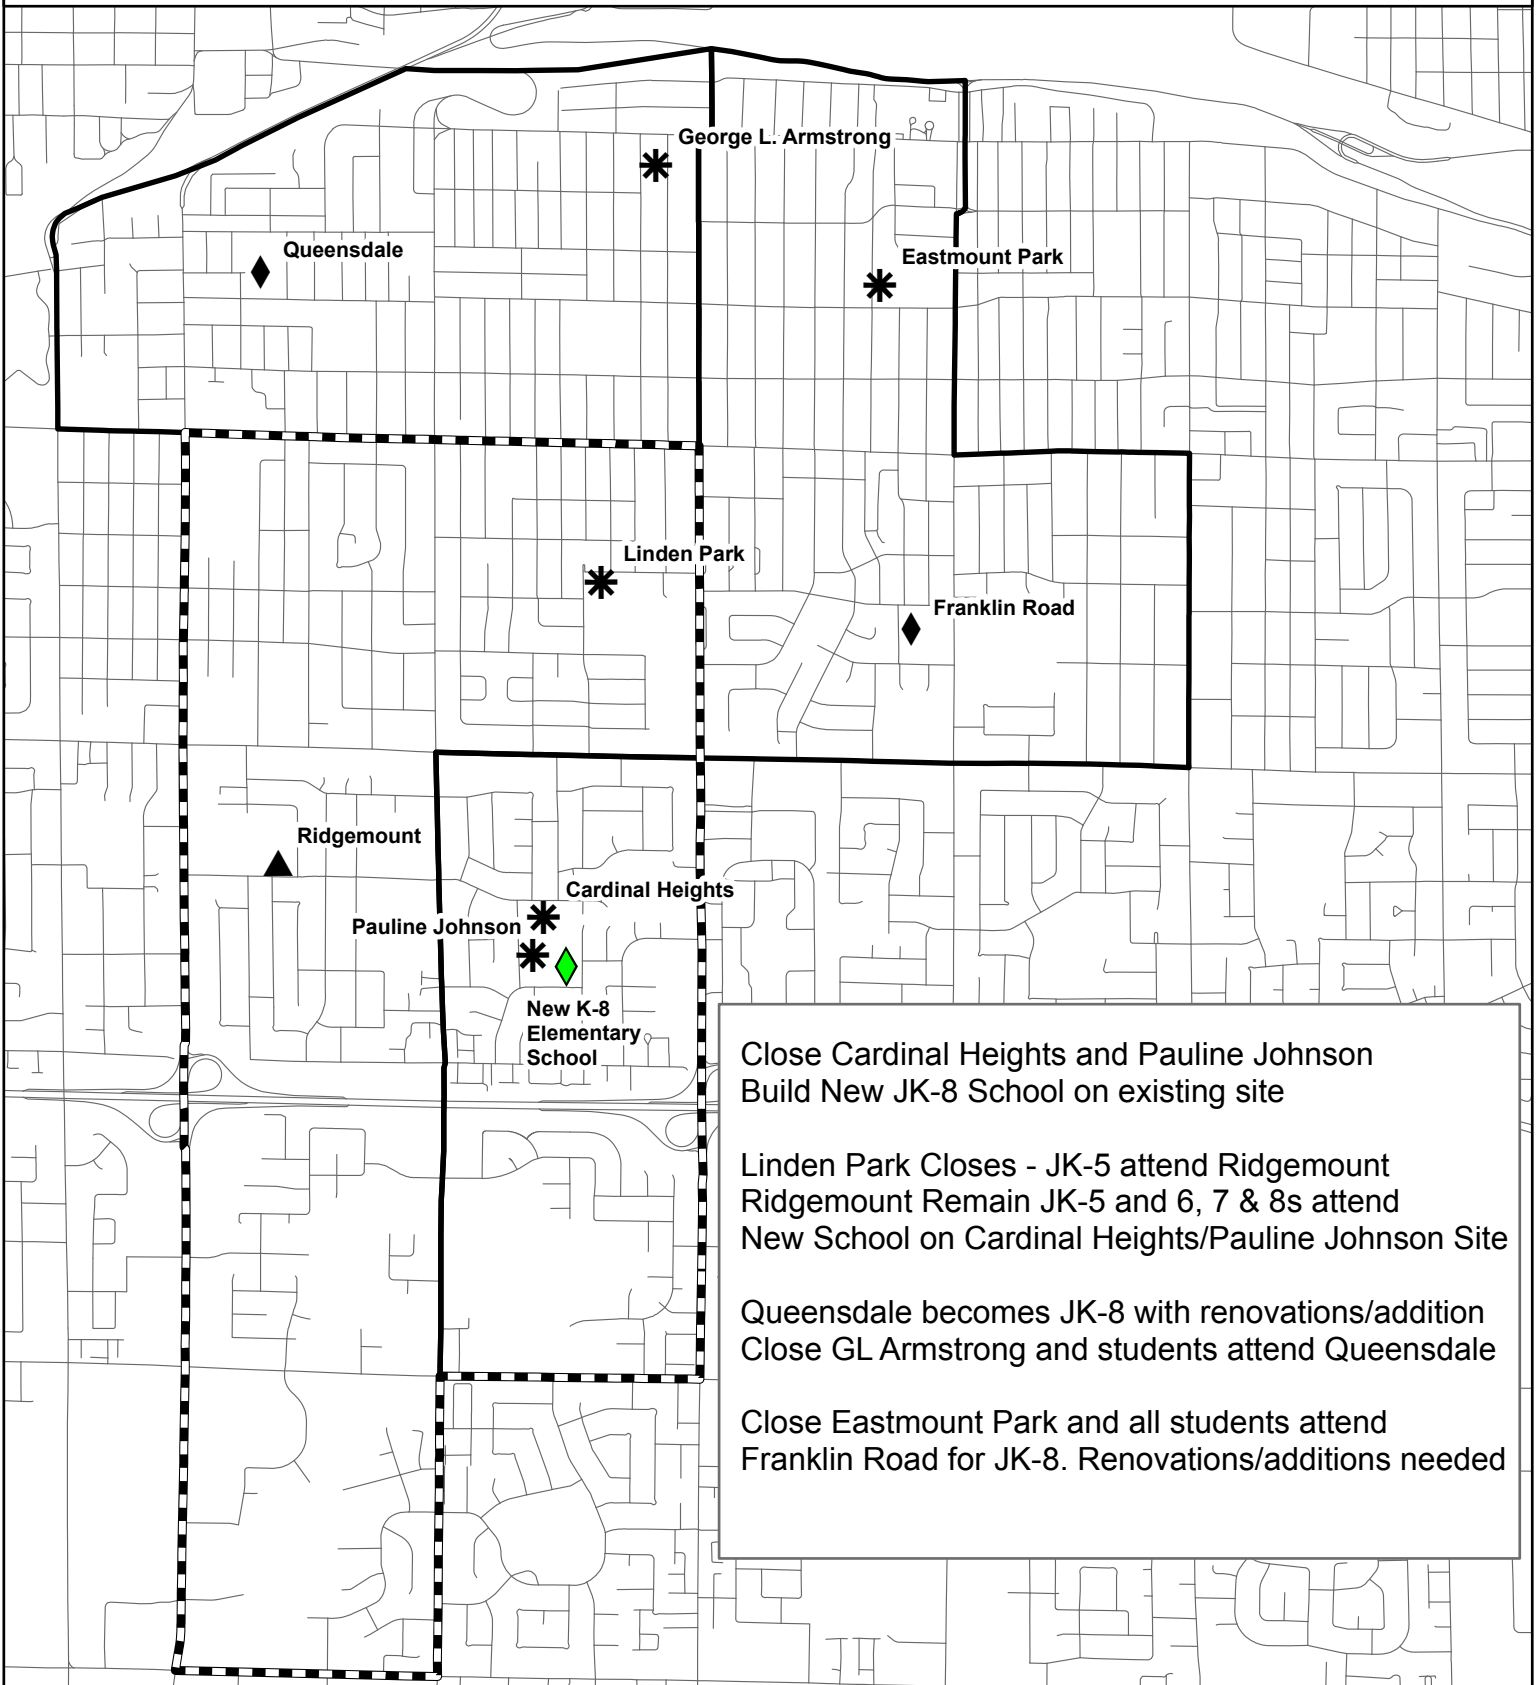 George L. Armstrong
Queensdale
Eastmount Park
Linden Park
Franklin Road
Ridgemount
Cardinal Heights
Pauline Johnson
New K-8
Elementary
School
Close Cardinal Heights and Pauline Johnson
Build New JK-8 School on existing site
Linden Park Closes - JK-5 attend Ridgemount
Ridgemount Remain JK-5 and 6, 7 & 8s attend
New School on Cardinal Heights/Pauline Johnson Site
Queensdale becomes JK-8 with renovations/addition
Close GL Armstrong and students attend Queensdale
Close Eastmount Park and all students attend
Franklin Road for JK-8. Renovations/additions needed